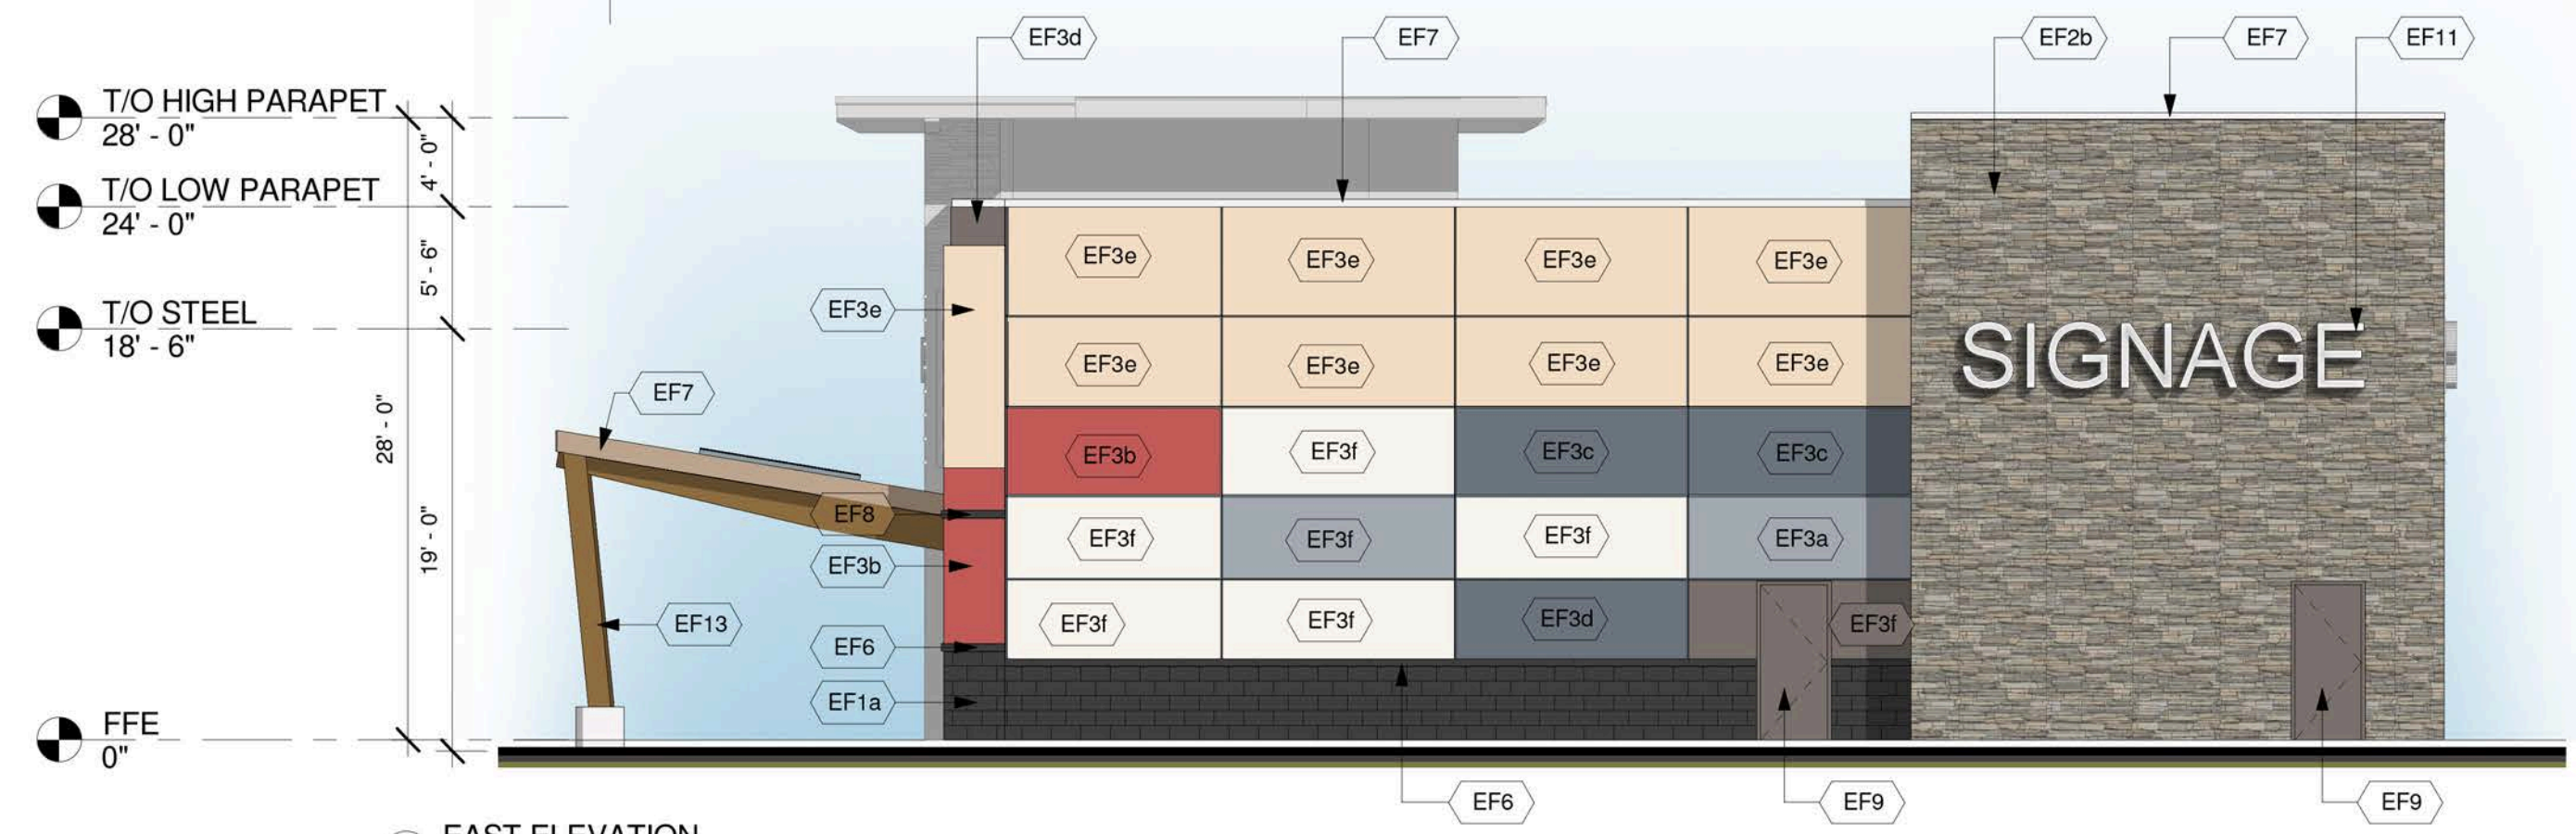 EF3d
EF7
EF2b
EF7
EF11
T/O HIGH PARAPET
28' - 0"
4' - 0"
T/O LOW PARAPET
24' - 0"
5' - 6"
T/O STEEL
18' - 6"
28' - 0"
19' - 0"
FFE
0"
EF3e
EF3e
EF3e
EF3e
EF3e
EF3e
EF3e
EF3e
EF3e
SIGNAGE
EF7
EF3b
EF3f
EF3c
EF3c
EF8
EF3f
EF3f
EF3f
EF3a
EF3b
EF13
EF3f
EF3f
EF3d
EF3f
EF6
EF1a
EF6
EF9
EF9
EAST ELEVATION